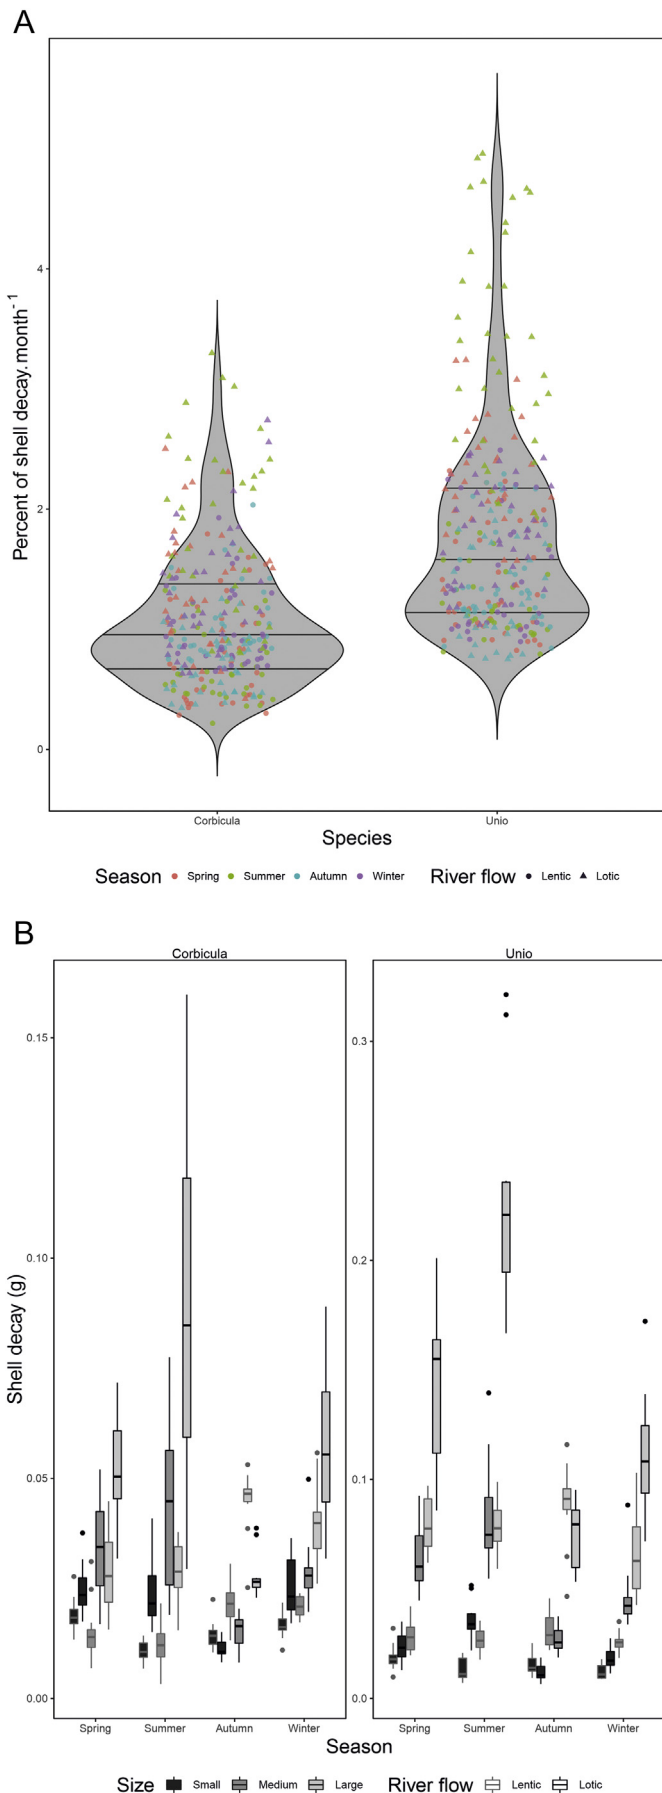 A
Percent of shell decay.month-1
4
2
0
Corbicula Unio
Species
Season Spring Summer Autumn Winter River flow Lentic Lotic
B
Corbicula Unio
Shell decay (g)
0.15
0.10
0.05
0.00
0.3
0.2
0.1
0.0
Spring Summer Autumn Winter Spring Summer Autumn Winter
Season
Size Small Medium Large River flow Lentic Lotic